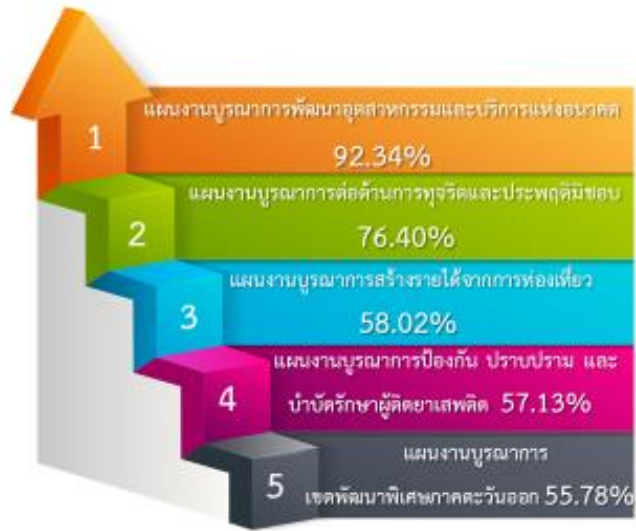 1
แผนงานบูรณาการพัฒนาอุตสาหกรรมและบริการแห่งอนาคต
92.34%
2
แผนงานบูรณาการต่อต้านการทุจริตและประพฤติมิชอบ
76.40%
3
แผนงานบูรณาการสร้างรายได้จากการท่องเที่ยว
58.02%
4
แผนงานบูรณาการป้องกัน ปราบปราม และ
บำบัดรักษาผู้ติดยาเสพติด 57.13%
5
แผนงานบูรณาการ
เขตพัฒนาพิเศษภาคตะวันออก 55.78%